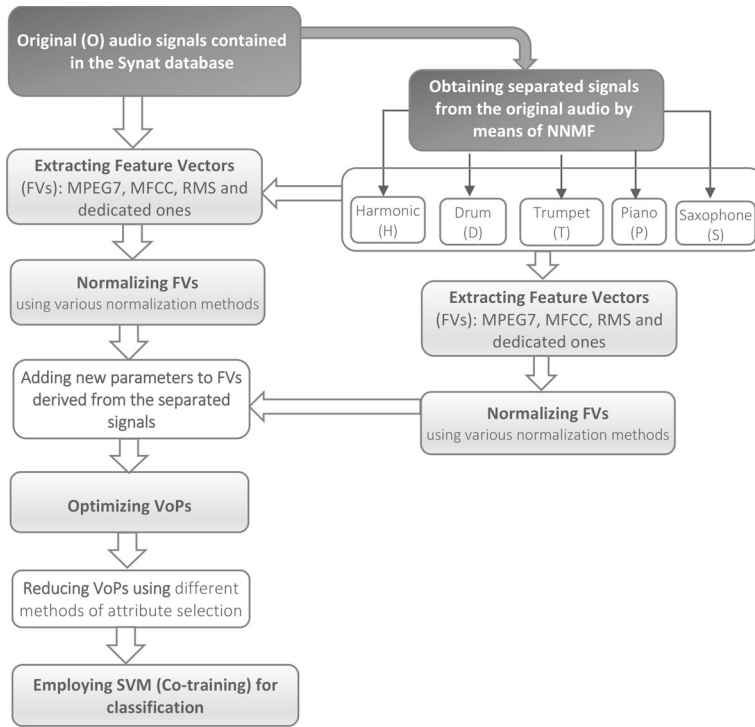 Original (O) audio signals contained
in the Synat database
Obtaining separated signals
from the original audio by
means of NNMF
Extracting Feature Vectors
(FVs): MPEG7, MFCC, RMS and
dedicated ones
Harmonic
(H)
Drum
(D)
Trumpet
(T)
Piano
(P)
Saxophone
(S)
Normalizing FVs
using various normalization methods
Extracting Feature Vectors
(FVs): MPEG7, MFCC, RMS and
dedicated ones
Adding new parameters to FVs
derived from the separated
signals
Normalizing FVs
using various normalization methods
Optimizing VoPs
Reducing VoPs using different
methods of attribute selection
Employing SVM (Co-training) for
classification